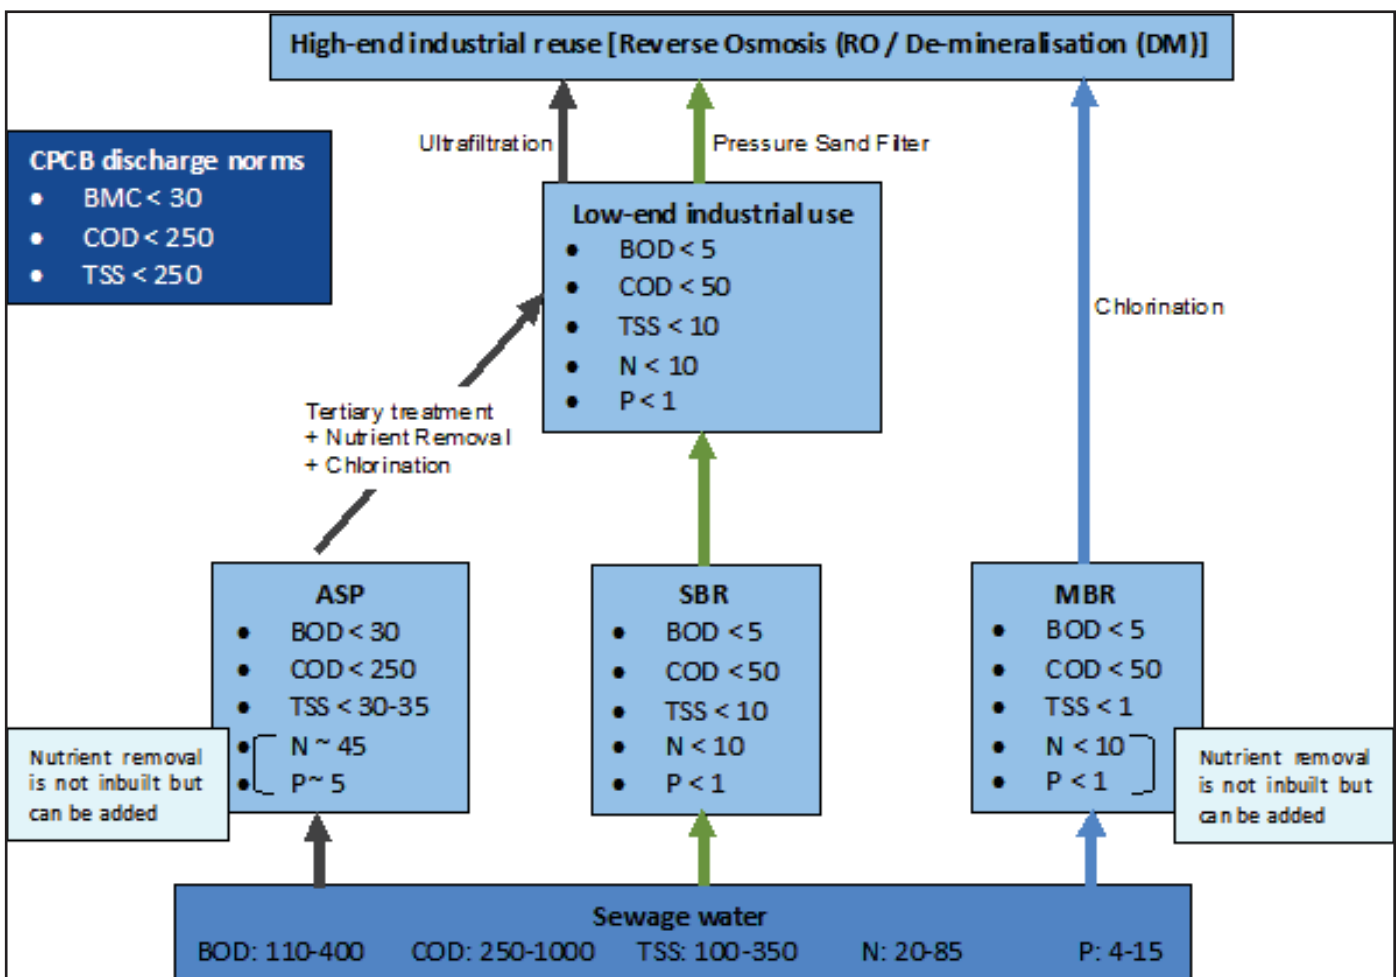 High-end industrial reuse [Reverse Osmosis (RO / De-mineralisation (DM)]
Ultrafiltration
Pressure Sand Filter
CPCB discharge norms
• BMC < 30
• COD < 250
• TSS < 250
Low-end industrial use
• BOD < 5
• COD < 50
• TSS < 10
• N < 10
• P < 1
Chlorination
Tertiary treatment
+ Nutrient Removal
+ Chlorination
ASP
• BOD < 30
• COD < 250
• TSS < 30-35
• N ~ 45
• P ~ 5
Nutrient removal
is not inbuilt but
can be added
SBR
• BOD < 5
• COD < 50
• TSS < 10
• N < 10
• P < 1
MBR
• BOD < 5
• COD < 50
• TSS < 1
• N < 10
• P < 1
Nutrient removal
is not inbuilt but
can be added
Sewage water
BOD: 110-400 COD: 250-1000 TSS: 100-350 N: 20-85 P: 4-15